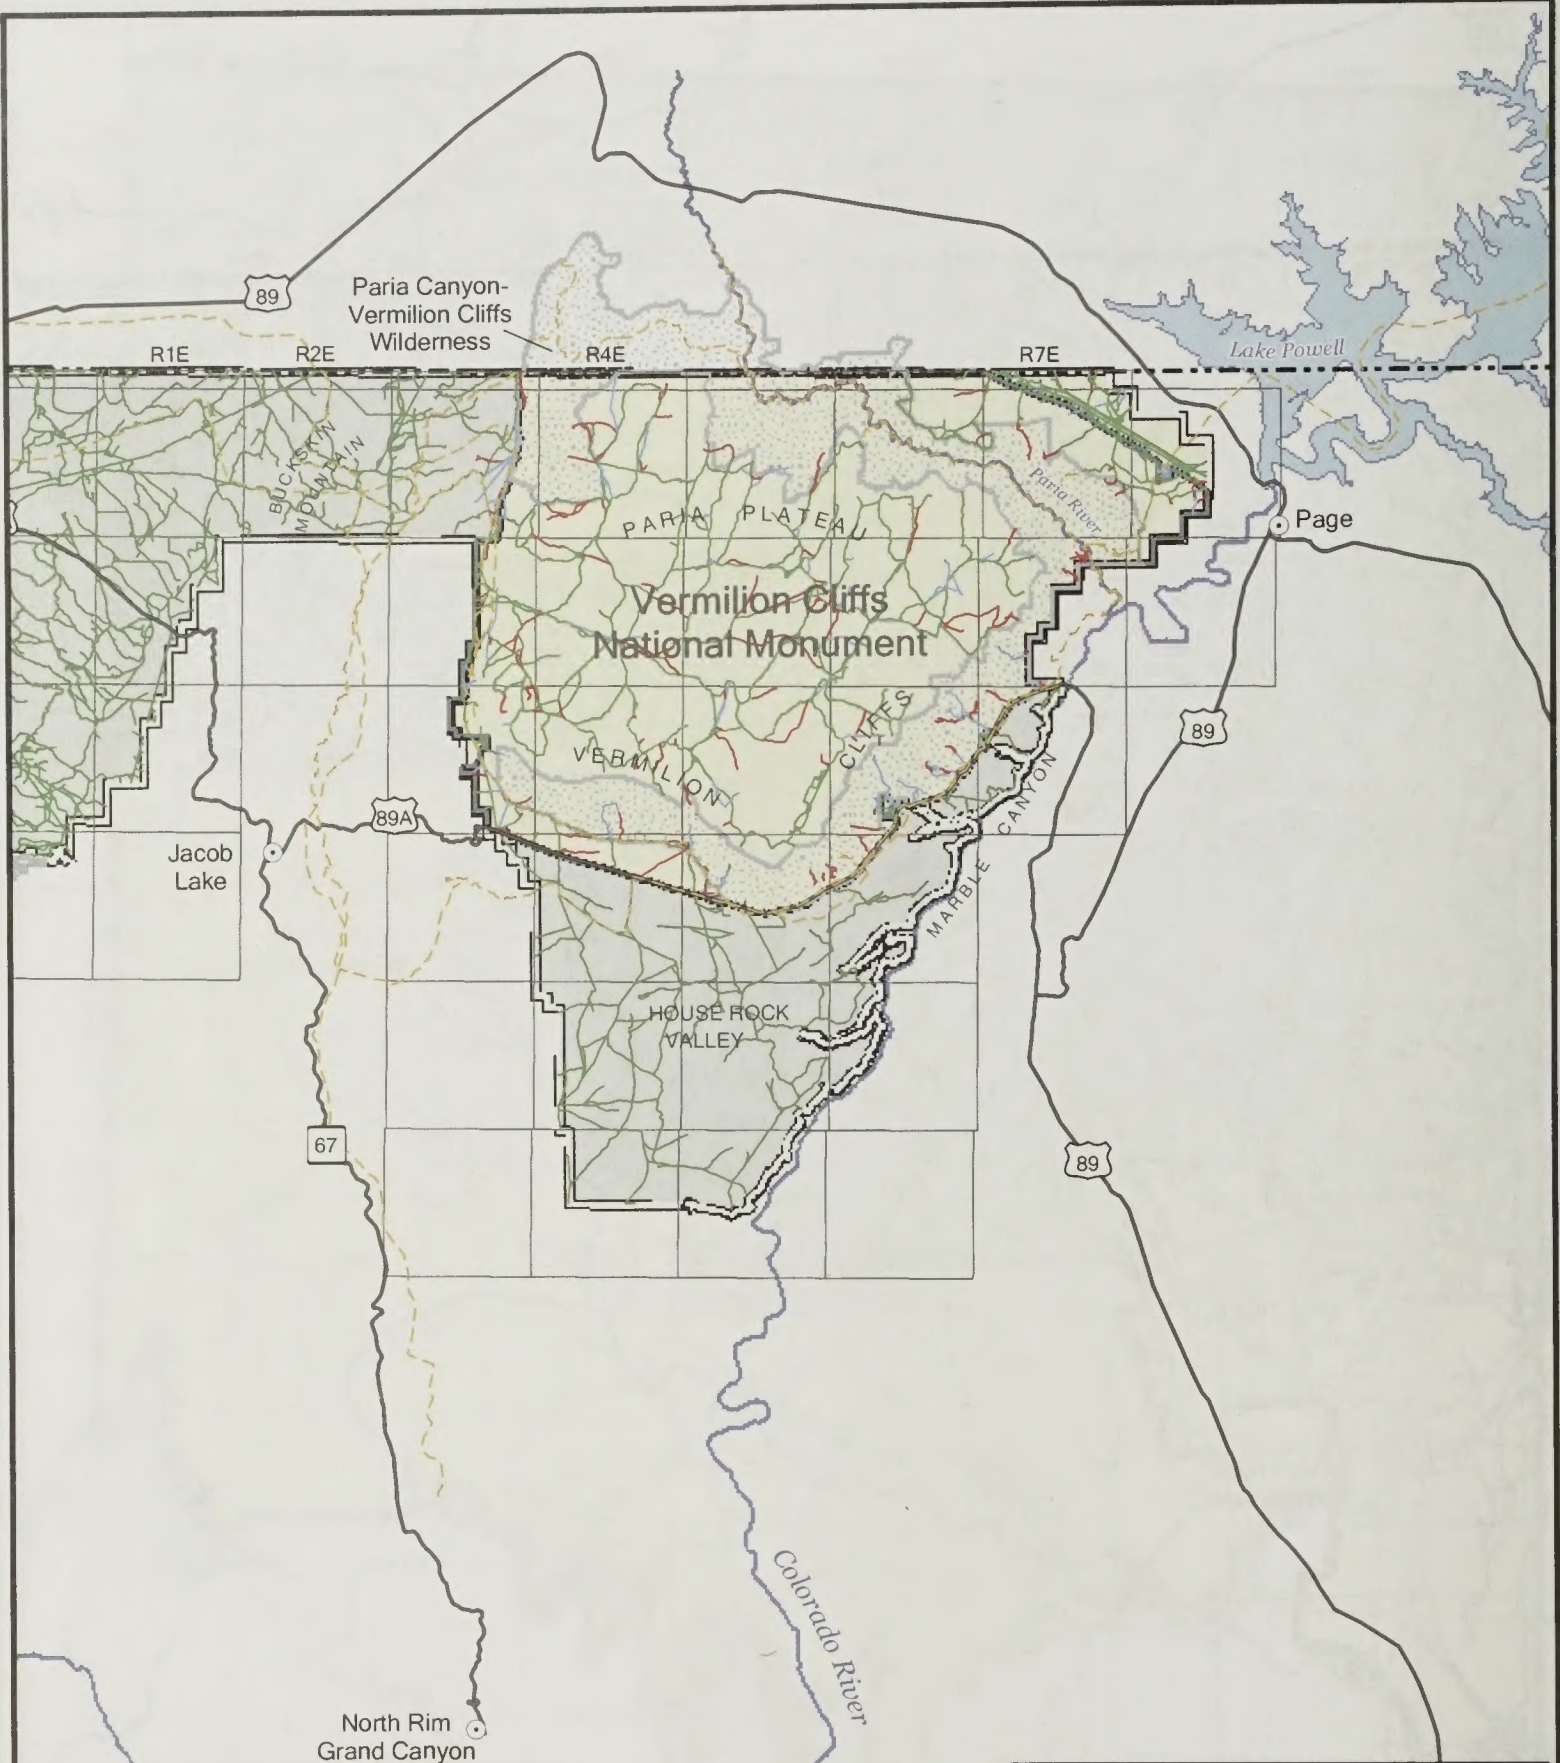 89
Paria Canyon-
Vermilion Cliffs
Wilderness
Lake Powell
R1E
R2E
R4E
R7E
BUCKSKIN
MOUNTAIN
Paria River
PARIA PLATEAU
Page
Vermilion Cliffs
National Monument
89
VERMILION
CLIFFS
89A
CANYON
MARBLE
Jacob
Lake
HOUSE ROCK
VALLEY
67
89
Colorado River
North Rim
Grand Canyon